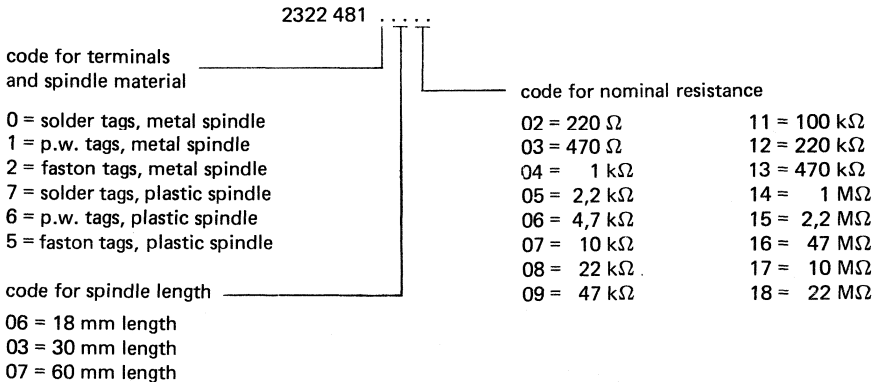 2322 481 . . . . .
code for terminals
and spindle material
0 = solder tags, metal spindle
1 = p.w. tags, metal spindle
2 = faston tags, metal spindle
7 = solder tags, plastic spindle
6 = p.w. tags, plastic spindle
5 = faston tags, plastic spindle
code for spindle length
06 = 18 mm length
03 = 30 mm length
07 = 60 mm length
code for nominal resistance
02 = 220 Ω 11 = 100 kΩ
03 = 470 Ω 12 = 220 kΩ
04 = 1 kΩ 13 = 470 kΩ
05 = 2,2 kΩ 14 = 1 MΩ
06 = 4,7 kΩ 15 = 2,2 MΩ
07 = 10 kΩ 16 = 47 MΩ
08 = 22 kΩ . 17 = 10 MΩ
09 = 47 kΩ 18 = 22 MΩ